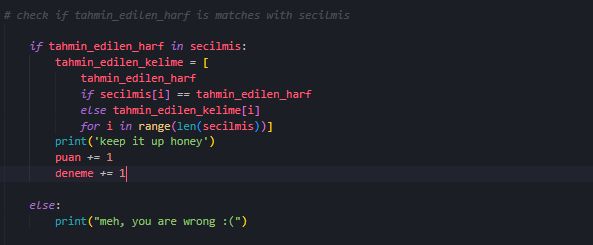 # check if tahmin_edilen_harf is matches with secilmis
if tahmin_edilen_harf in secilmis:
tahmin_edilen_kelime = [
tahmin_edilen_harf
if secilmis[i] == tahmin_edilen_harf
else tahmin_edilen_kelime[i]
for i in range(len(secilmis))]
print('keep it up honey')
puan += 1
deneme += 1
else:
print("meh, you are wrong :(")